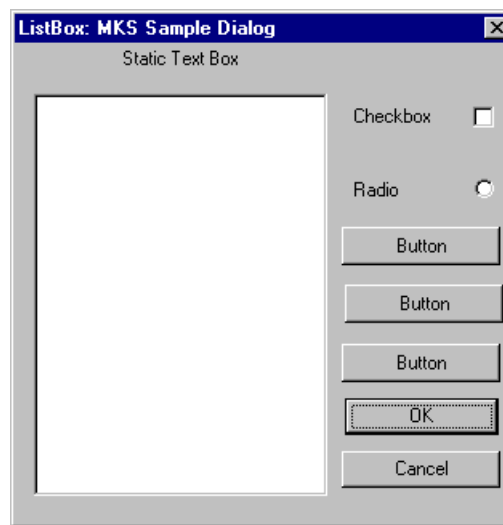 ListBox: MKS Sample Dialog
Static Text Box
Checkbox
Radio
Button
Button
Button
OK
Cancel